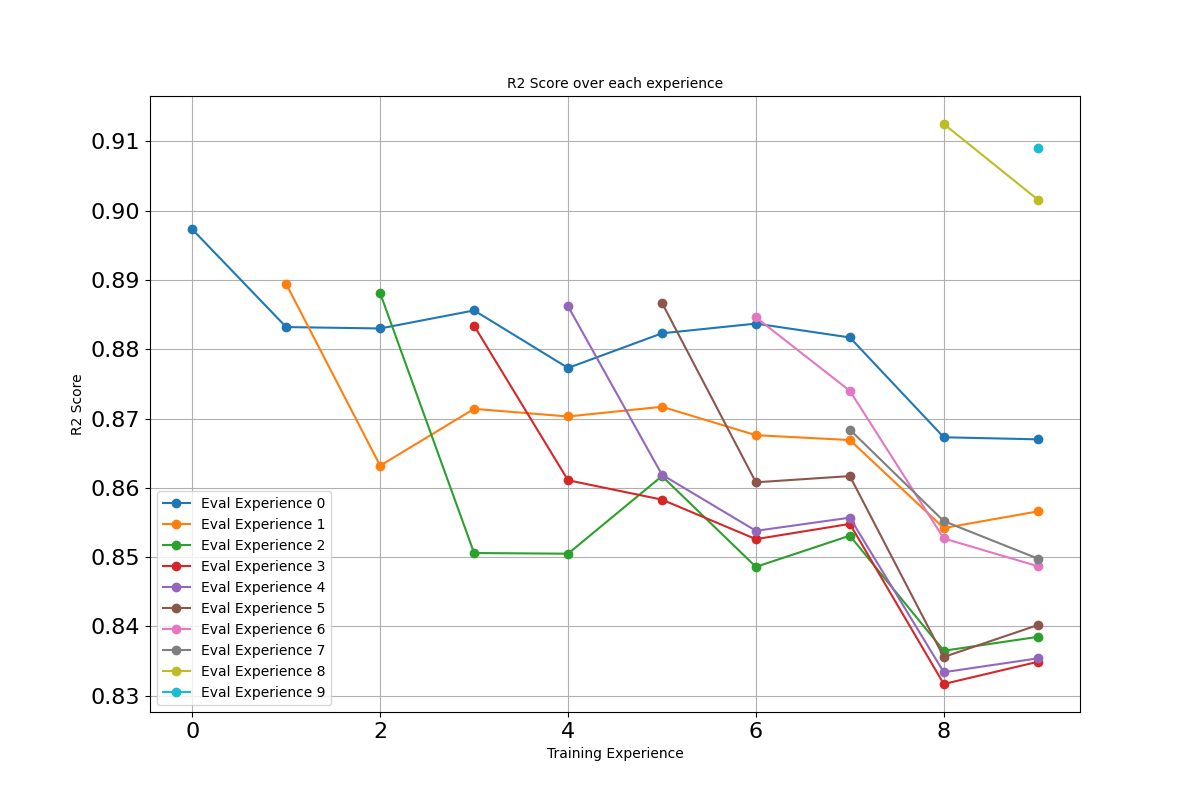 R2 Score over each experience
0.91
0.90
0.89
0.88
0.87
0.86
0.85
0.84
0.83
R2 Score
Eval Experience 0
Eval Experience 1
Eval Experience 2
Eval Experience 3
Eval Experience 4
Eval Experience 5
Eval Experience 6
Eval Experience 7
Eval Experience 8
Eval Experience 9
0 2 4 6 8
Training Experience